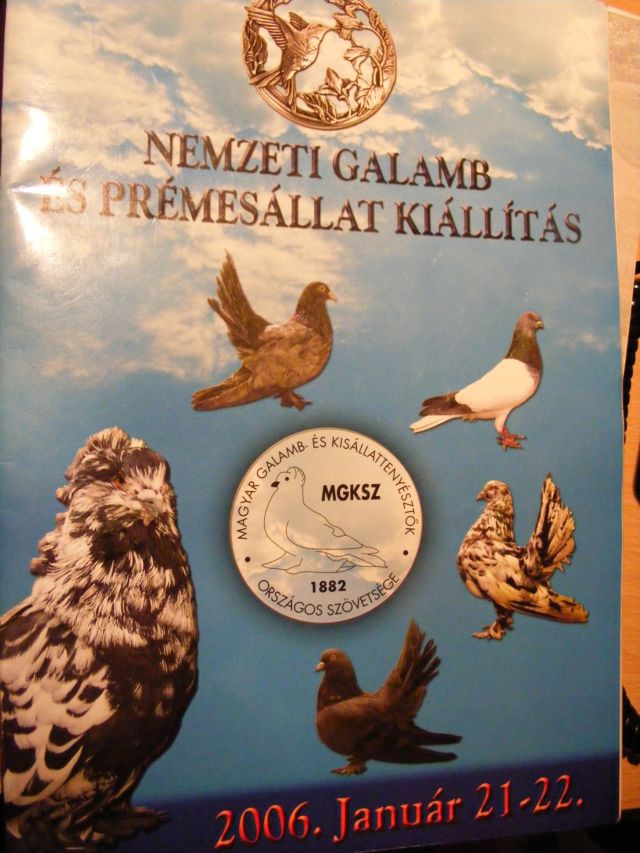 NEMZETI GALAMB
ÉS PRÉMESÁLLAT KIÁLLÍTÁS
MAGYAR GALAMB- ÉS KISÁLLATTENYÉSZTŐK
MGKSZ
1882
ORSZÁGOS SZÖVETSÉGE
2006. Január 21-22.